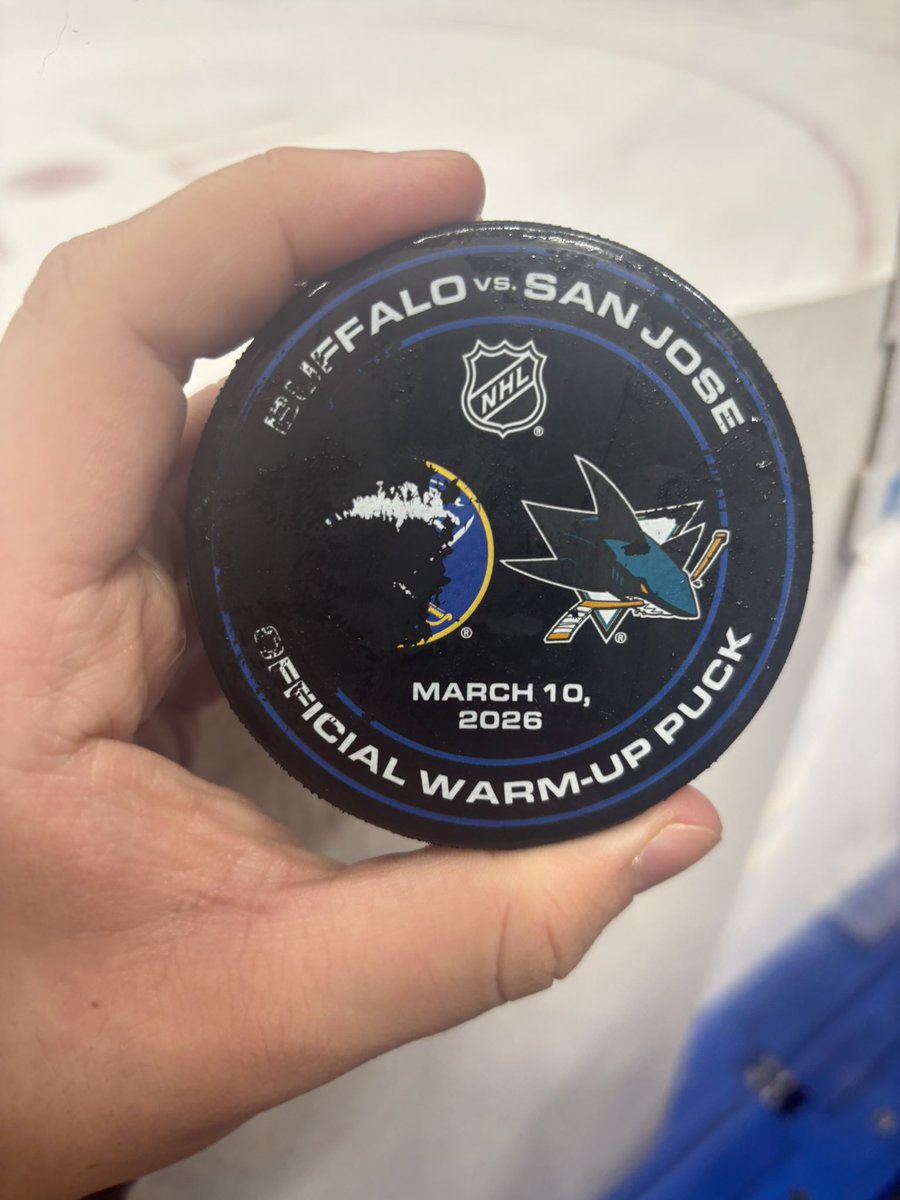 BUFFALO vs. SAN JOSE
NHL
®
®
®
MARCH 10,
2026
OFFICIAL WARM-UP PUCK